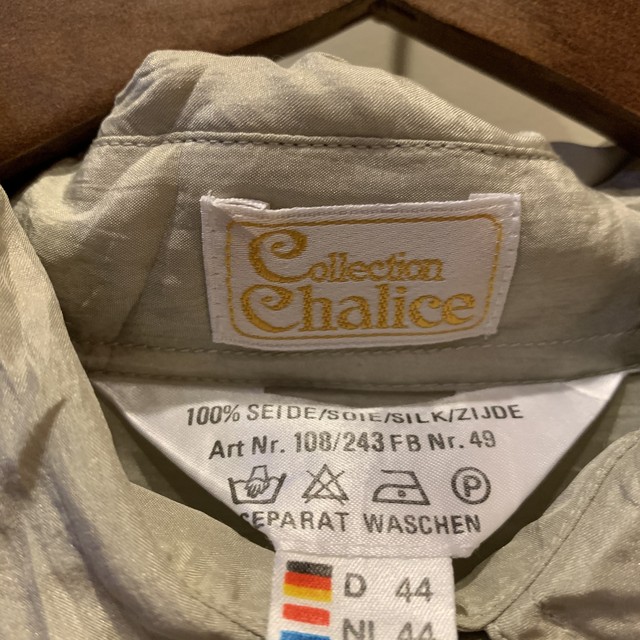 Collection
Chalice
100% SEIDE/SOIE/SILK/ZIJDE
Art Nr. 108/243 FB Nr. 49
P
SEPARAT WASCHEN
D 44
NL 44